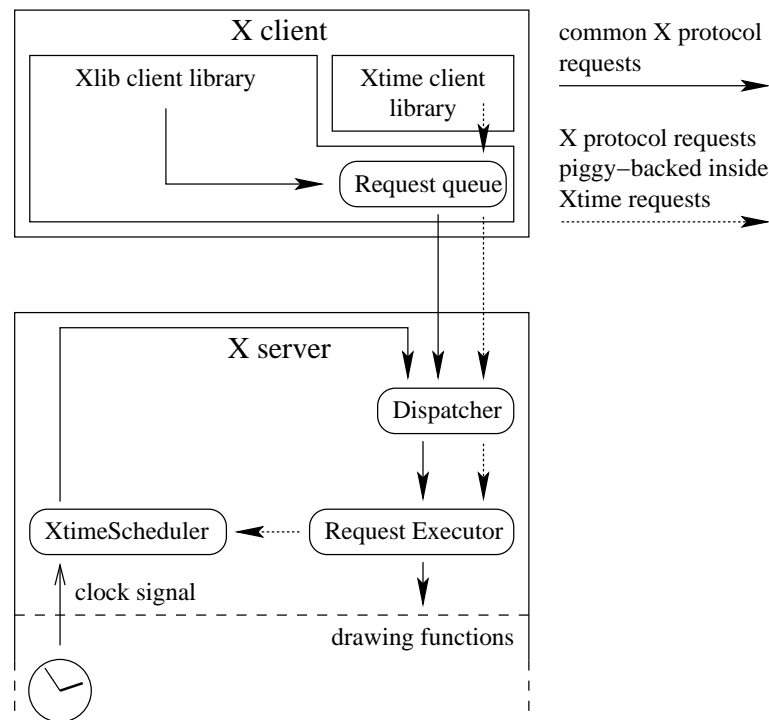 X client
Xlib client library
Xtime client
library
Request queue
common X protocol
requests
X protocol requests
piggy−backed inside
Xtime requests
X server
Dispatcher
XtimeScheduler
Request Executor
clock signal
drawing functions